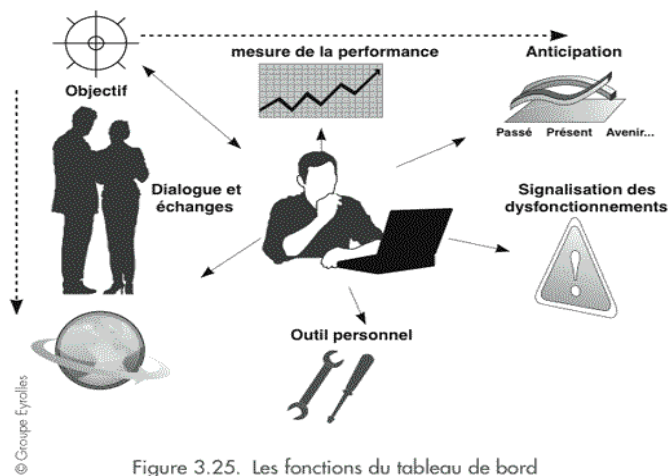 mesure de la performance
Anticipation
Objectif
Passé Présent Avenir...
Dialogue et
échanges
Signalisation des
dysfonctionnements
Outil personnel
© Groupe Eyrolles
Figure 3.25. Les fonctions du tableau de bord